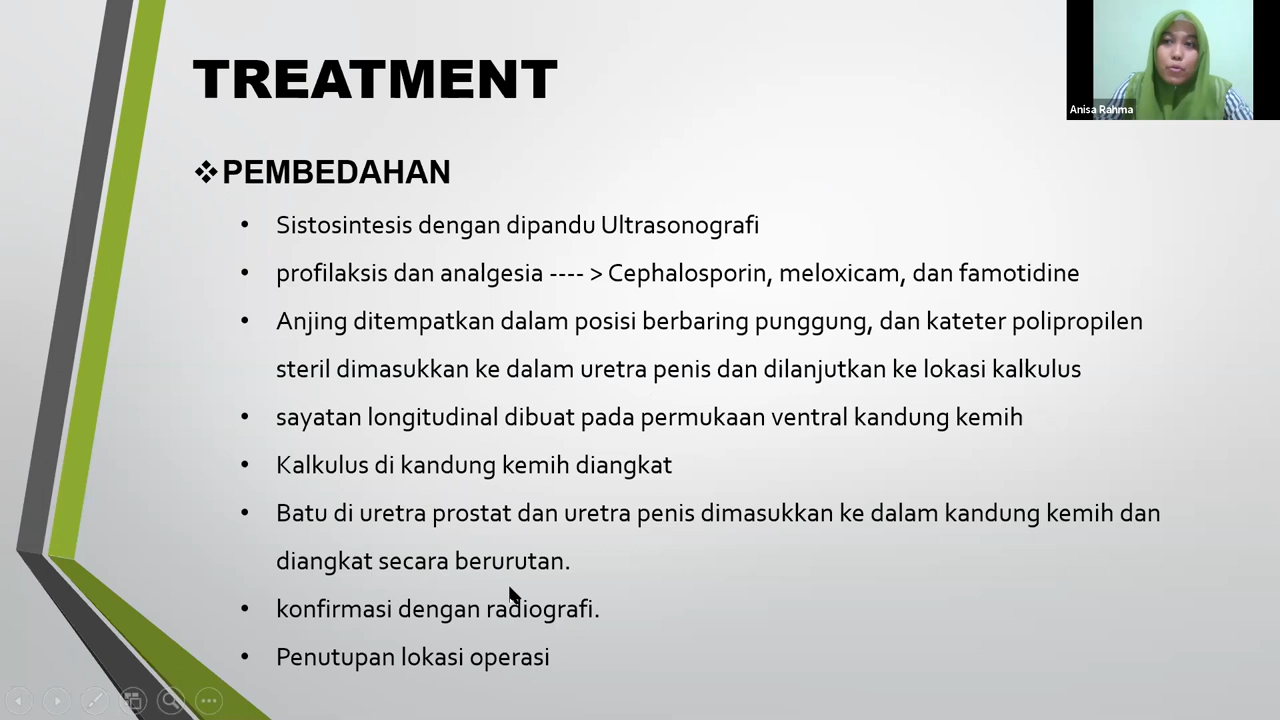 TREATMENT
Anisa Rahma
❖PEMBEDAHAN
• Sistosintesis dengan dipandu Ultrasonografi
• profilaksis dan analgesia ---- > Cephalosporin, meloxicam, dan famotidine
• Anjing ditempatkan dalam posisi berbaring punggung, dan kateter polipropilen
steril dimasukkan ke dalam uretra penis dan dilanjutkan ke lokasi kalkulus
• sayatan longitudinal dibuat pada permukaan ventral kandung kemih
• Kalkulus di kandung kemih diangkat
• Batu di uretra prostat dan uretra penis dimasukkan ke dalam kandung kemih dan
diangkat secara berurutan.
• konfirmasi dengan radiografi.
• Penutupan lokasi operasi